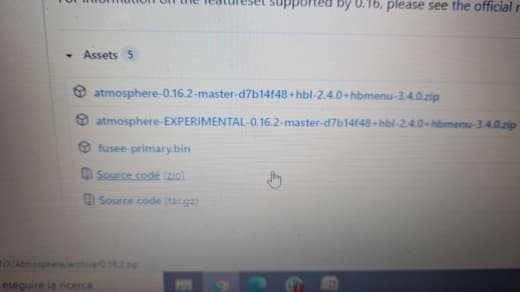 For information on the featureset supported by 0.16, please see the official r
Assets 5
atmosphere-0.16.2-master-d7b14f48+hbl-2.4.0+hbmenu-3.4.0.zip
atmosphere-EXPERIMENTAL-0.16.2-master-d7b14f48+hbl-2.4.0+hbmenu-3.4.0.zip
fusee-primary.bin
Source code (zip)
Source code (tar.gz)
NX/Atmosphere/archive/0.16.2.zip
eseguire la ricerca